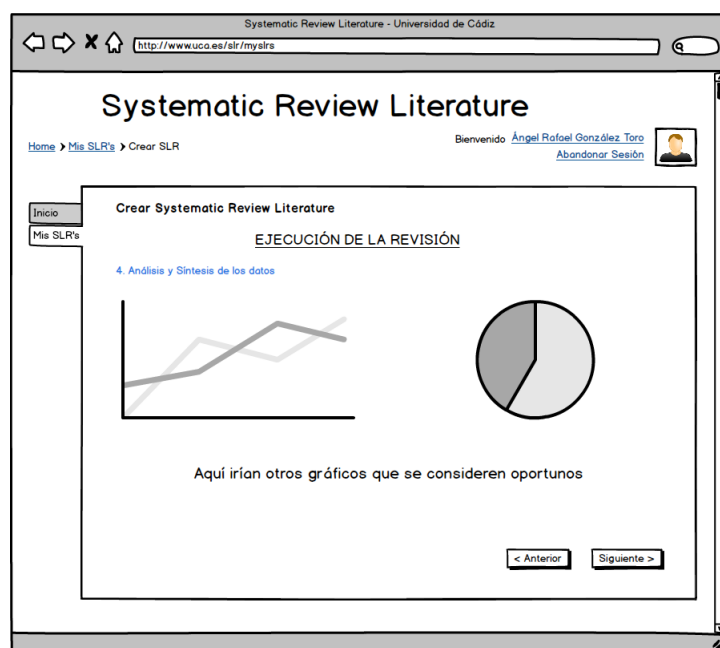 Systematic Review Literature - Universidad de Cádiz
http://www.uca.es/slr/myslrs
Systematic Review Literature
Home > Mis SLR's > Crear SLR
Bienvenido Ángel Rafael González Toro
Abandonar Sesión
Inicio
Mis SLR's
Crear Systematic Review Literature
EJECUCIÓN DE LA REVISIÓN
4. Análisis y Síntesis de los datos
Aquí irían otros gráficos que se consideren oportunos
< Anterior
Siguiente >